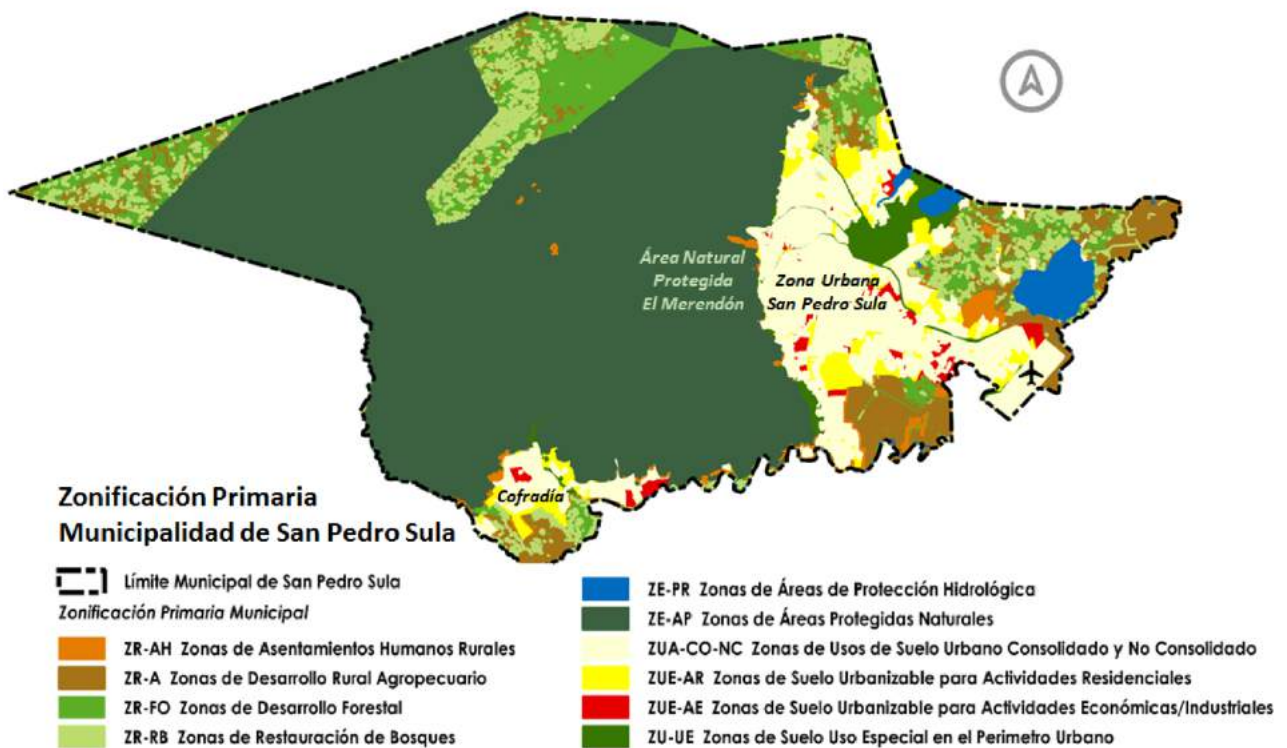 Área Natural
Protegida
El Merendón
Zona Urbana
San Pedro Sula
Cofradía
Zonificación Primaria
Municipalidad de San Pedro Sula
Límite Municipal de San Pedro Sula
Zonificación Primaria Municipal
ZR-AH Zonas de Asentamientos Humanos Rurales
ZR-A Zonas de Desarrollo Rural Agropecuario
ZR-FO Zonas de Desarrollo Forestal
ZR-RB Zonas de Restauración de Bosques
ZE-PR Zonas de Áreas de Protección Hidrológica
ZE-AP Zonas de Áreas Protegidas Naturales
ZUA-CO-NC Zonas de Usos de Suelo Urbano Consolidado y No Consolidado
ZUE-AR Zonas de Suelo Urbanizable para Actividades Residenciales
ZUE-AE Zonas de Suelo Urbanizable para Actividades Económicas/Industriales
ZU-UE Zonas de Suelo Uso Especial en el Perimetro Urbano